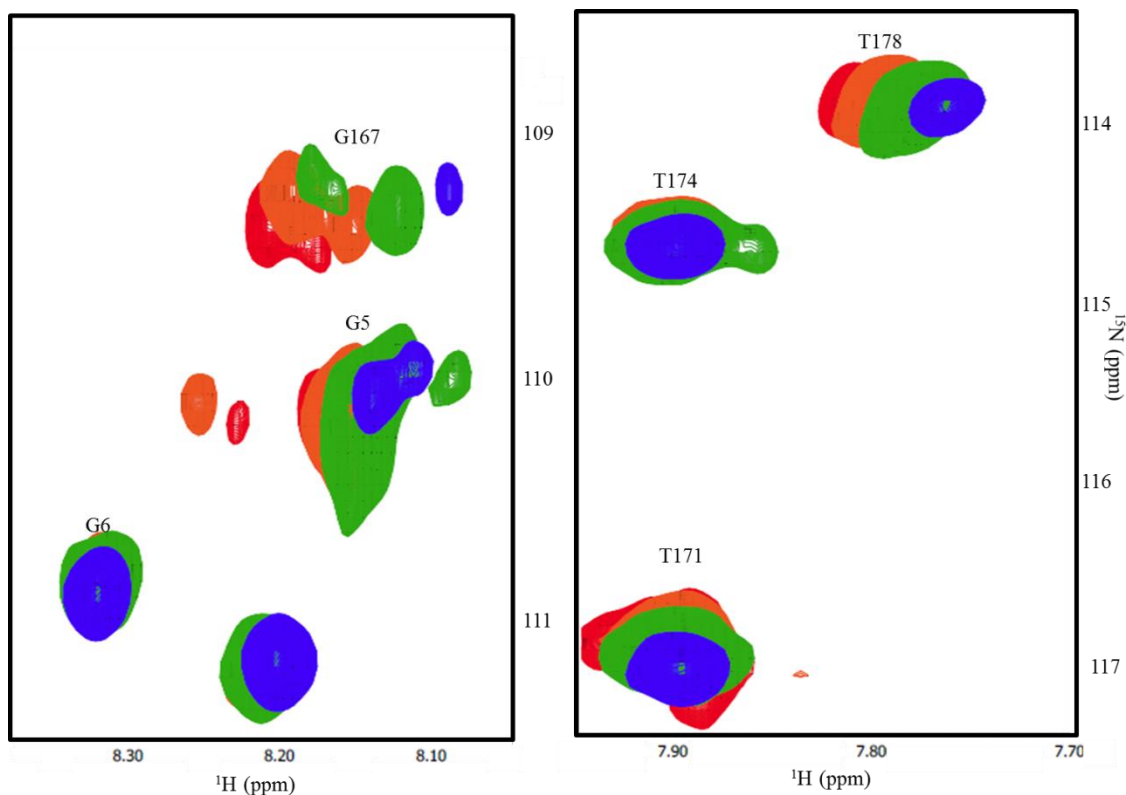 T178
G167
109
114
T174
G5
115
¹⁵N (ppm)
110
116
G6
T171
111
117
8.30 8.20 8.10
7.90 7.80 7.70
¹H (ppm)
¹H (ppm)